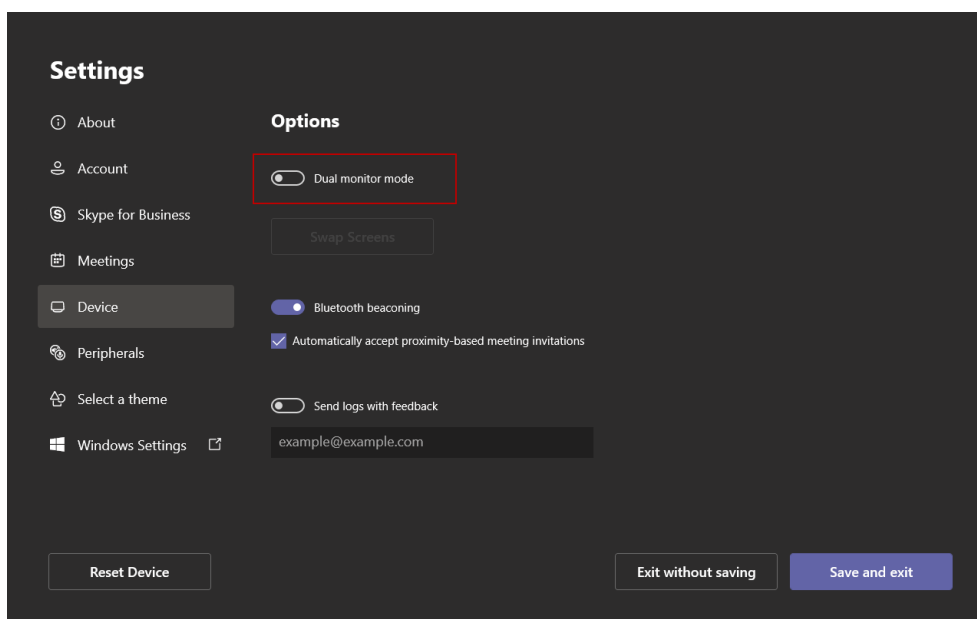 Settings
About
Account
Skype for Business
Meetings
Device
Peripherals
Select a theme
Windows Settings
Options
Dual monitor mode
Swap Screens
Bluetooth beaconing
Automatically accept proximity-based meeting invitations
Send logs with feedback
example@example.com
Reset Device
Exit without saving
Save and exit